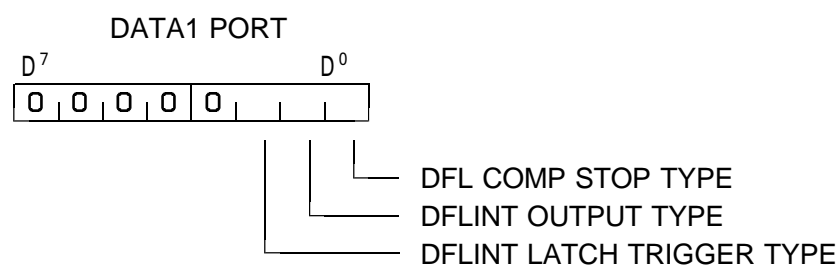 DATA1 PORT
D7 D0
0 0 0 0 0
DFL COMP STOP TYPE
DFLINT OUTPUT TYPE
DFLINT LATCH TRIGGER TYPE